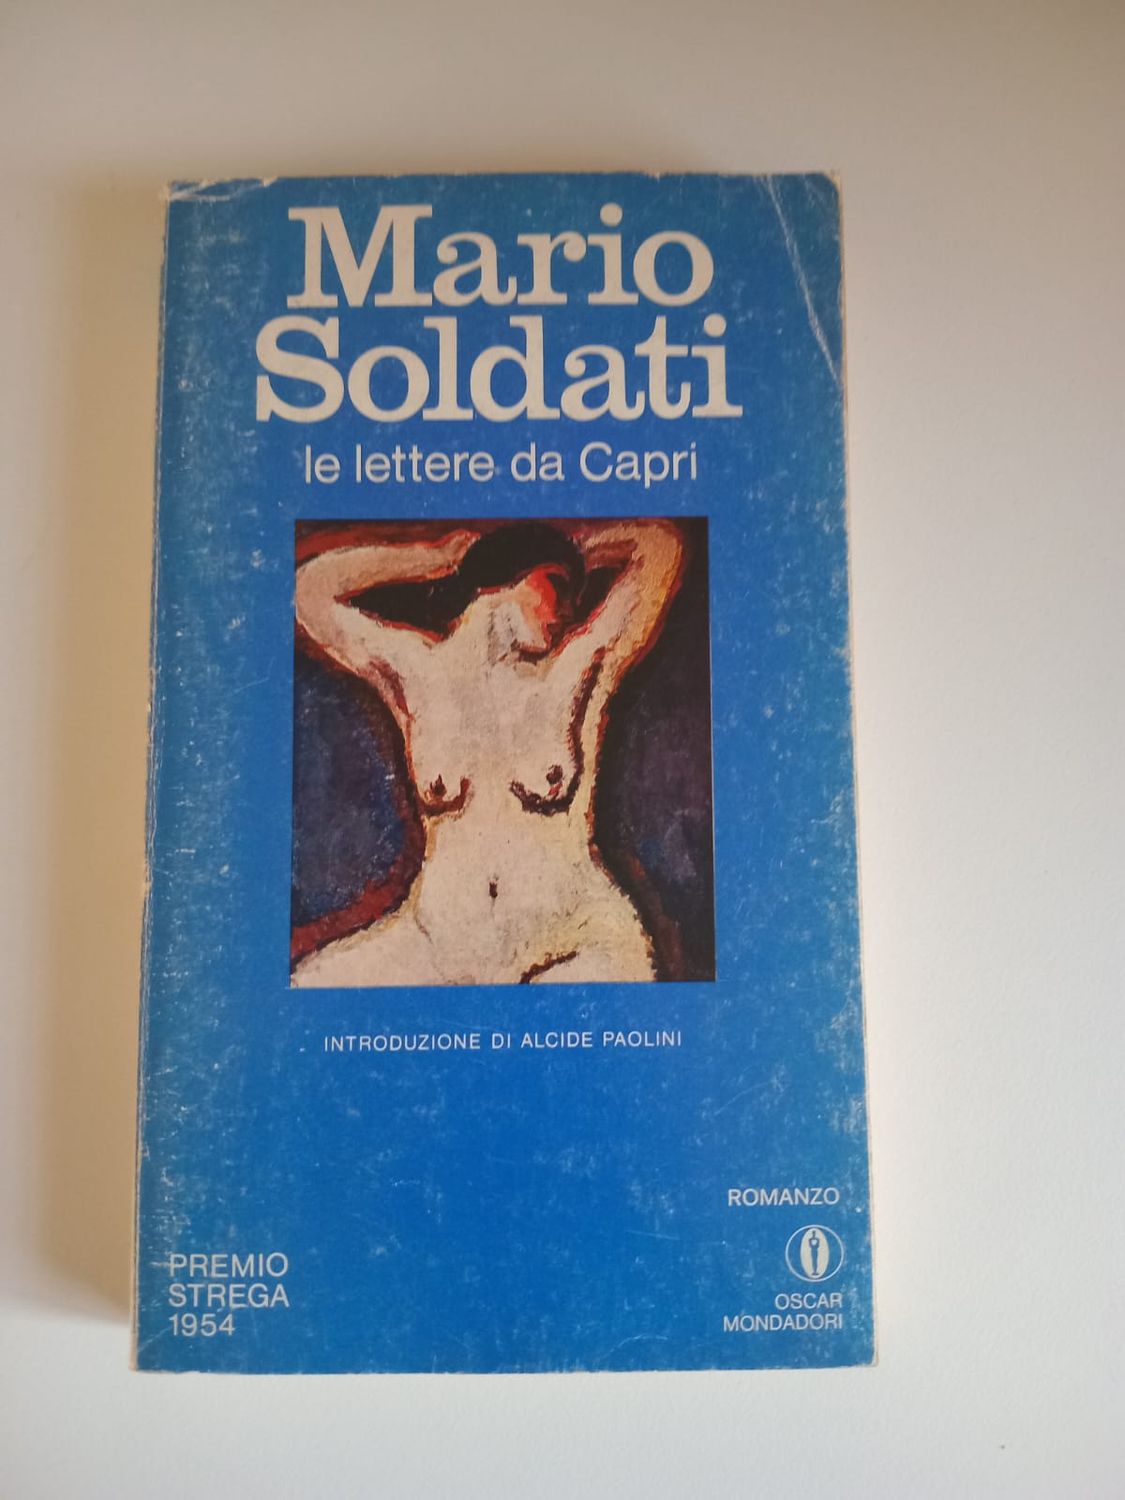 Mario
Soldati
le lettere da Capri
INTRODUZIONE DI ALCIDE PAOLINI
ROMANZO
OSCAR
MONDADORI
PREMIO
STREGA
1954